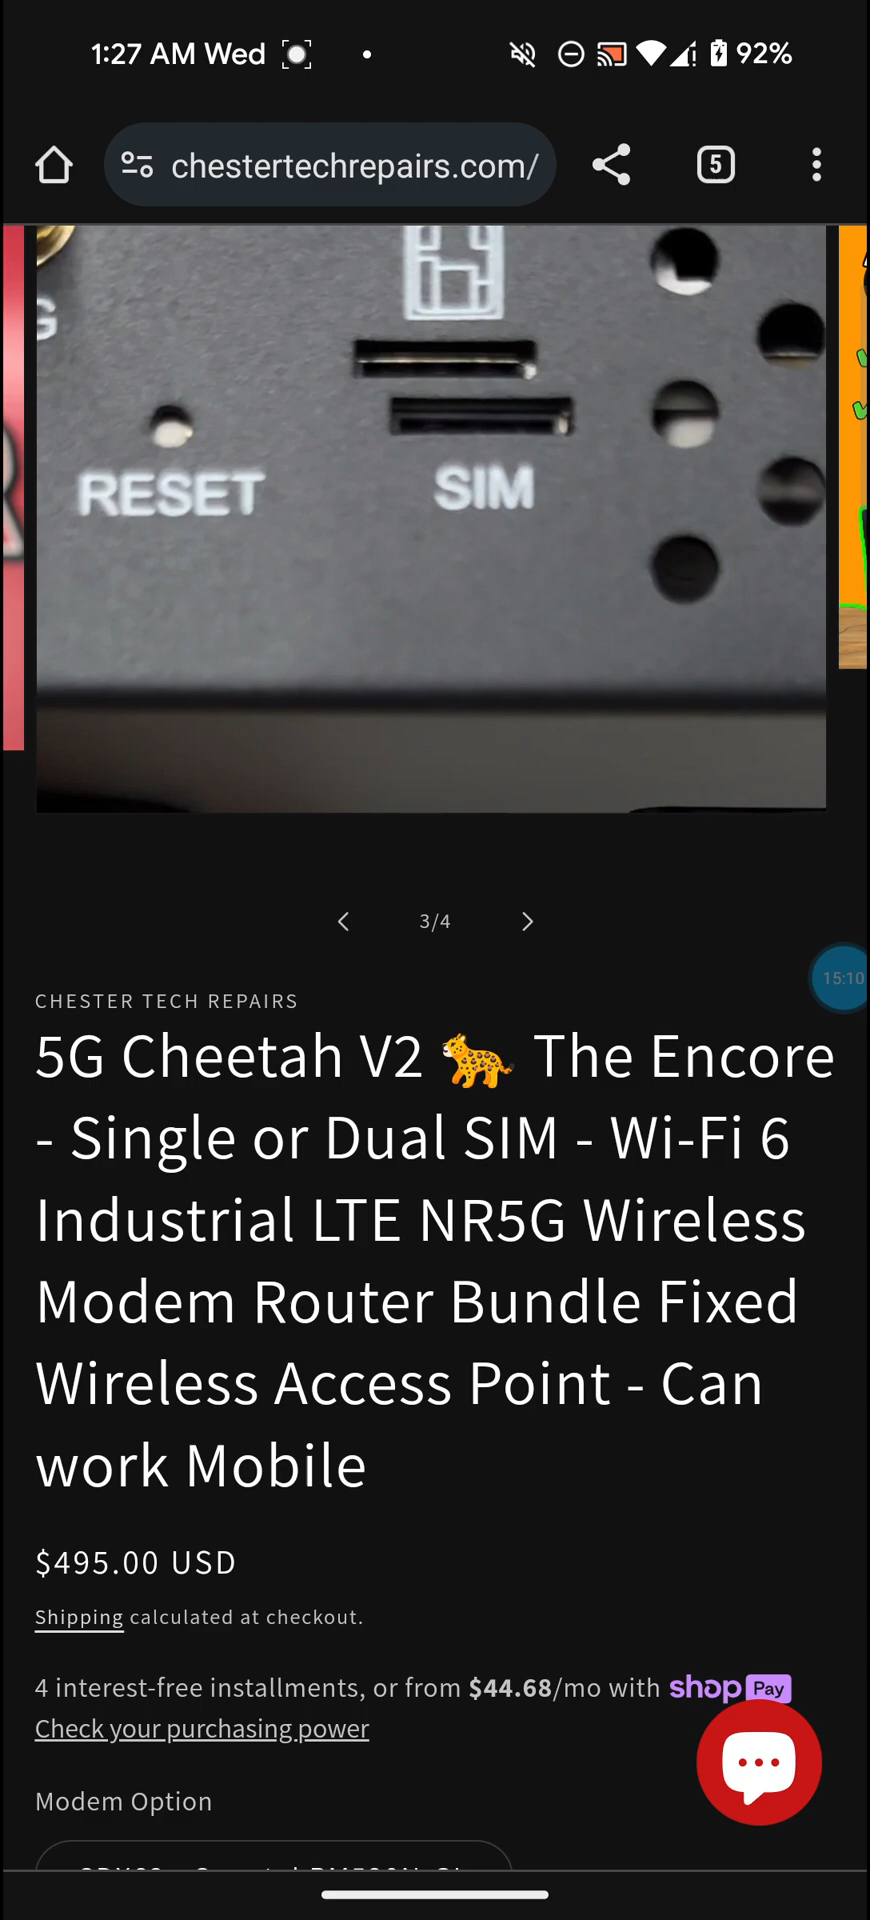 1:27 AM Wed
92%
chestertechrepairs.com/
5
G
RESET
SIM
3/4
15:10
CHESTER TECH REPAIRS
5G Cheetah V2 🐆 The Encore
- Single or Dual SIM - Wi-Fi 6
Industrial LTE NR5G Wireless
Modem Router Bundle Fixed
Wireless Access Point - Can
work Mobile
$495.00 USD
Shipping calculated at checkout.
4 interest-free installments, or from $44.68/mo with shop Pay
Check your purchasing power
Modem Option